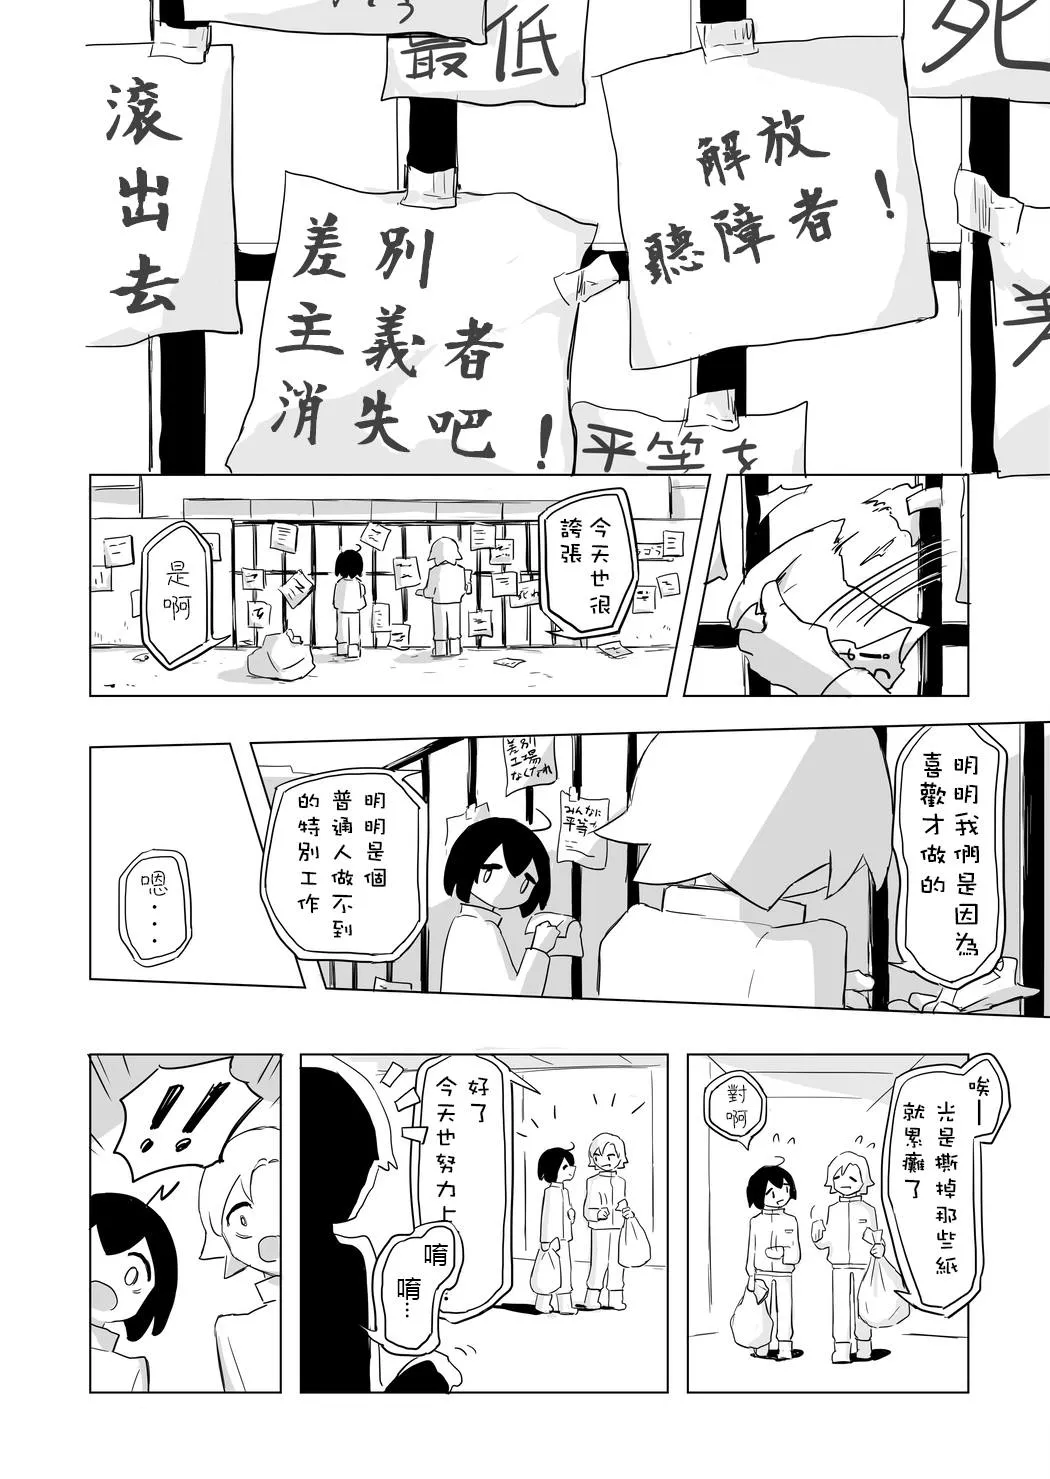 死
最低
解放
聽障者！
差別
主義者
消失吧！
滾出去
平等を
差
今天也很
誇張
是啊
明明我們是因為
喜歡才做的
差別
工場
なくなれ
みんなに
平等を
明明是個
普通人做不到
的特別工作
嗯・・・
唉—
光是撕掉那些紙
就累癱了
對啊
好了
今天也努力上
唷
唷…
!!